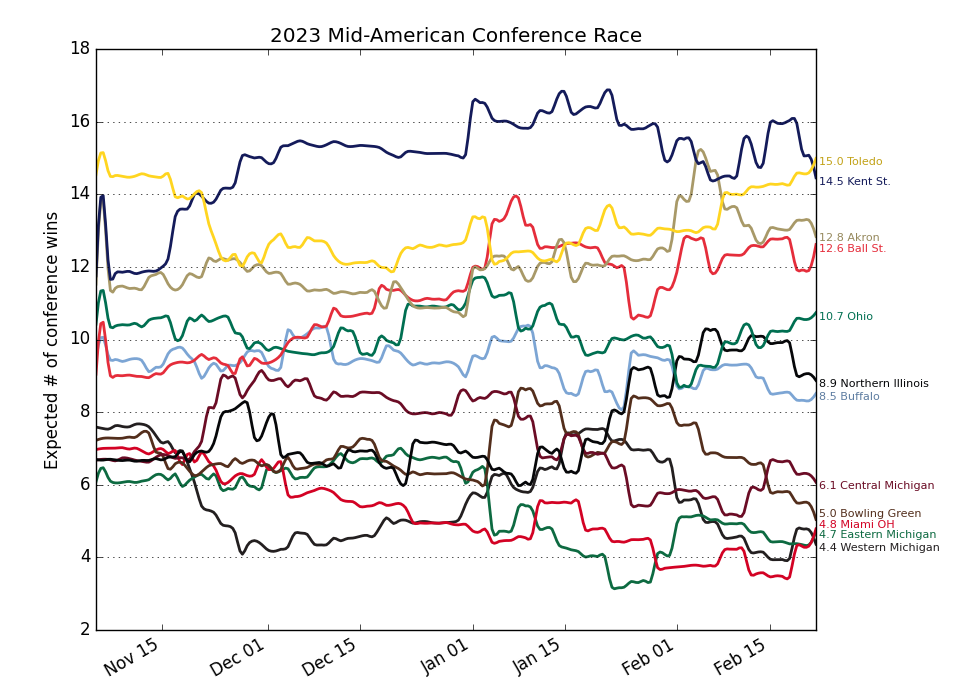 2023 Mid-American Conference Race
Expected # of conference wins
18
16
14
12
10
8
6
4
2
15.0 Toledo
14.5 Kent St.
12.8 Akron
12.6 Ball St.
10.7 Ohio
8.9 Northern Illinois
8.5 Buffalo
6.1 Central Michigan
5.0 Bowling Green
4.8 Miami OH
4.7 Eastern Michigan
4.4 Western Michigan
Nov 15
Dec 01
Dec 15
Jan 01
Jan 15
Feb 01
Feb 15